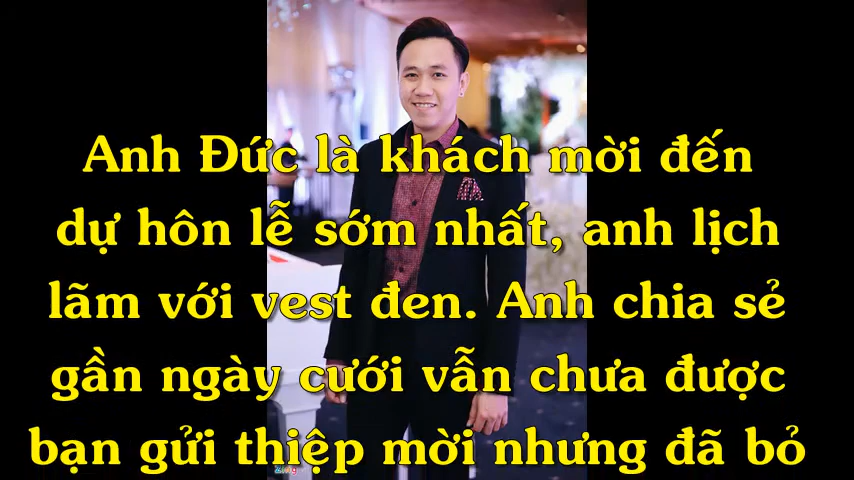 Anh Đức là khách mời đến
dự hôn lễ sớm nhất, anh lịch
lãm với vest đen. Anh chia sẻ
gần ngày cưới vẫn chưa được
bạn gửi thiệp mời nhưng đã bỏ